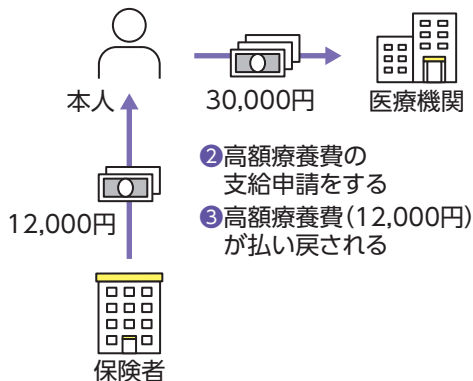 本人
30,000円
医療機関
❷高額療養費の
支給申請をする
❸高額療養費(12,000円)
が払い戻される
12,000円
保険者